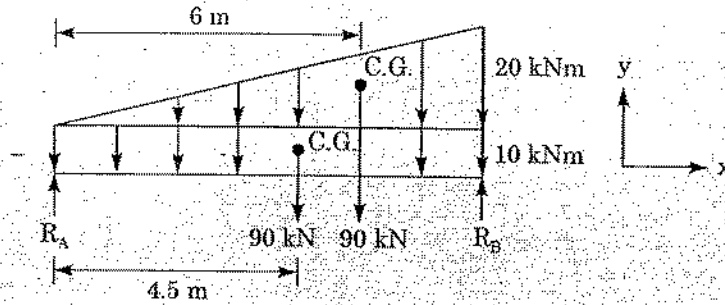 6 m
C.G.
20 kNm
y
C.G.
10 kNm
x
R_A
90 kN
90 kN
R_B
4.5 m